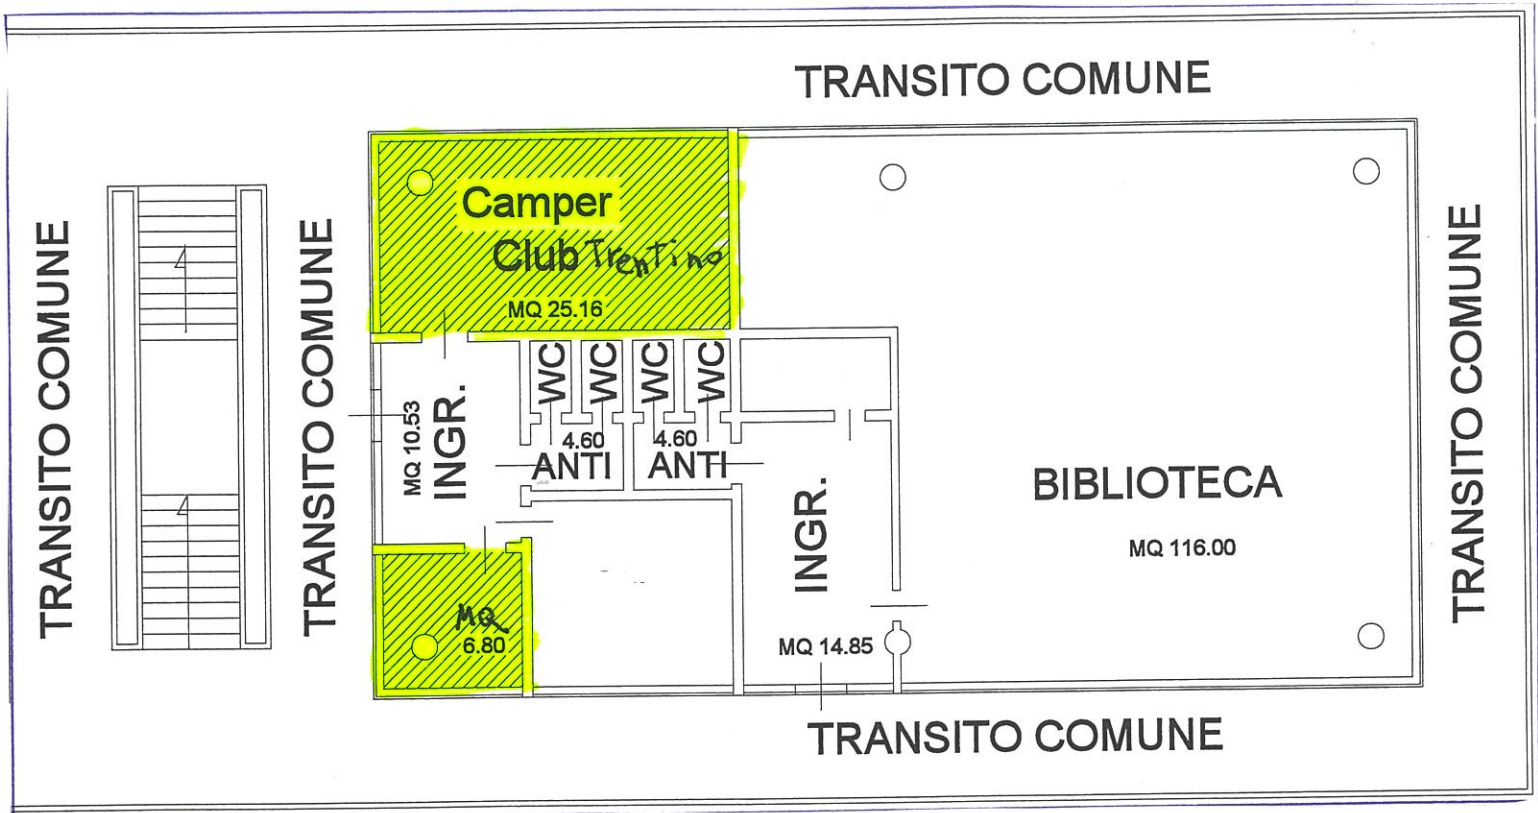 TRANSITO COMUNE
TRANSITO COMUNE
TRANSITO COMUNE
Camper
Club Trentino
MQ 25.16
WC
WC
WC
WC
MQ 10.53
INGR.
4.60
ANTI
4.60
ANTI
INGR.
BIBLIOTECA
MQ 116.00
TRANSITO COMUNE
MQ
6.80
MQ 14.85
TRANSITO COMUNE